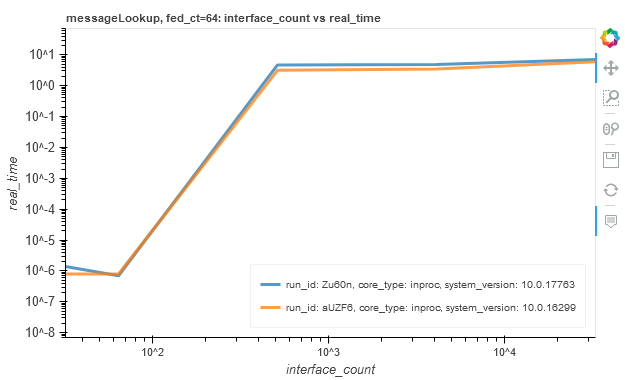 messageLookup, fed_ct=64: interface_count vs real_time
10^1
10^0
10^-1
10^-2
10^-3
10^-4
10^-5
10^-6
10^-7
10^-8
real_time
run_id: Zu60n, core_type: inproc, system_version: 10.0.17763
run_id: aUZF6, core_type: inproc, system_version: 10.0.16299
10^2
10^3
10^4
interface_count